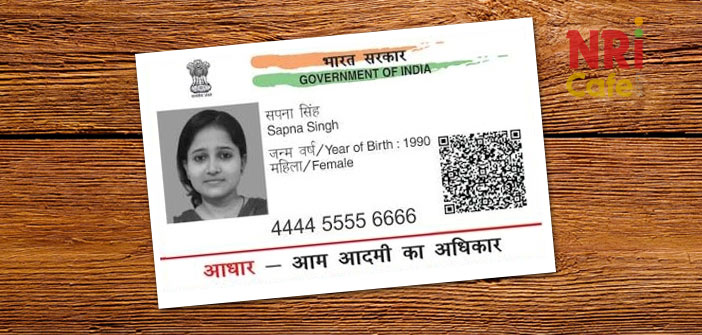 भारत सरकार
GOVERNMENT OF INDIA
सपना सिंह
Sapna Singh
जन्म वर्ष/Year of Birth : 1990
महिला/Female
4444 5555 6666
आधार – आम आदमी का अधिकार
NRI
Cafe